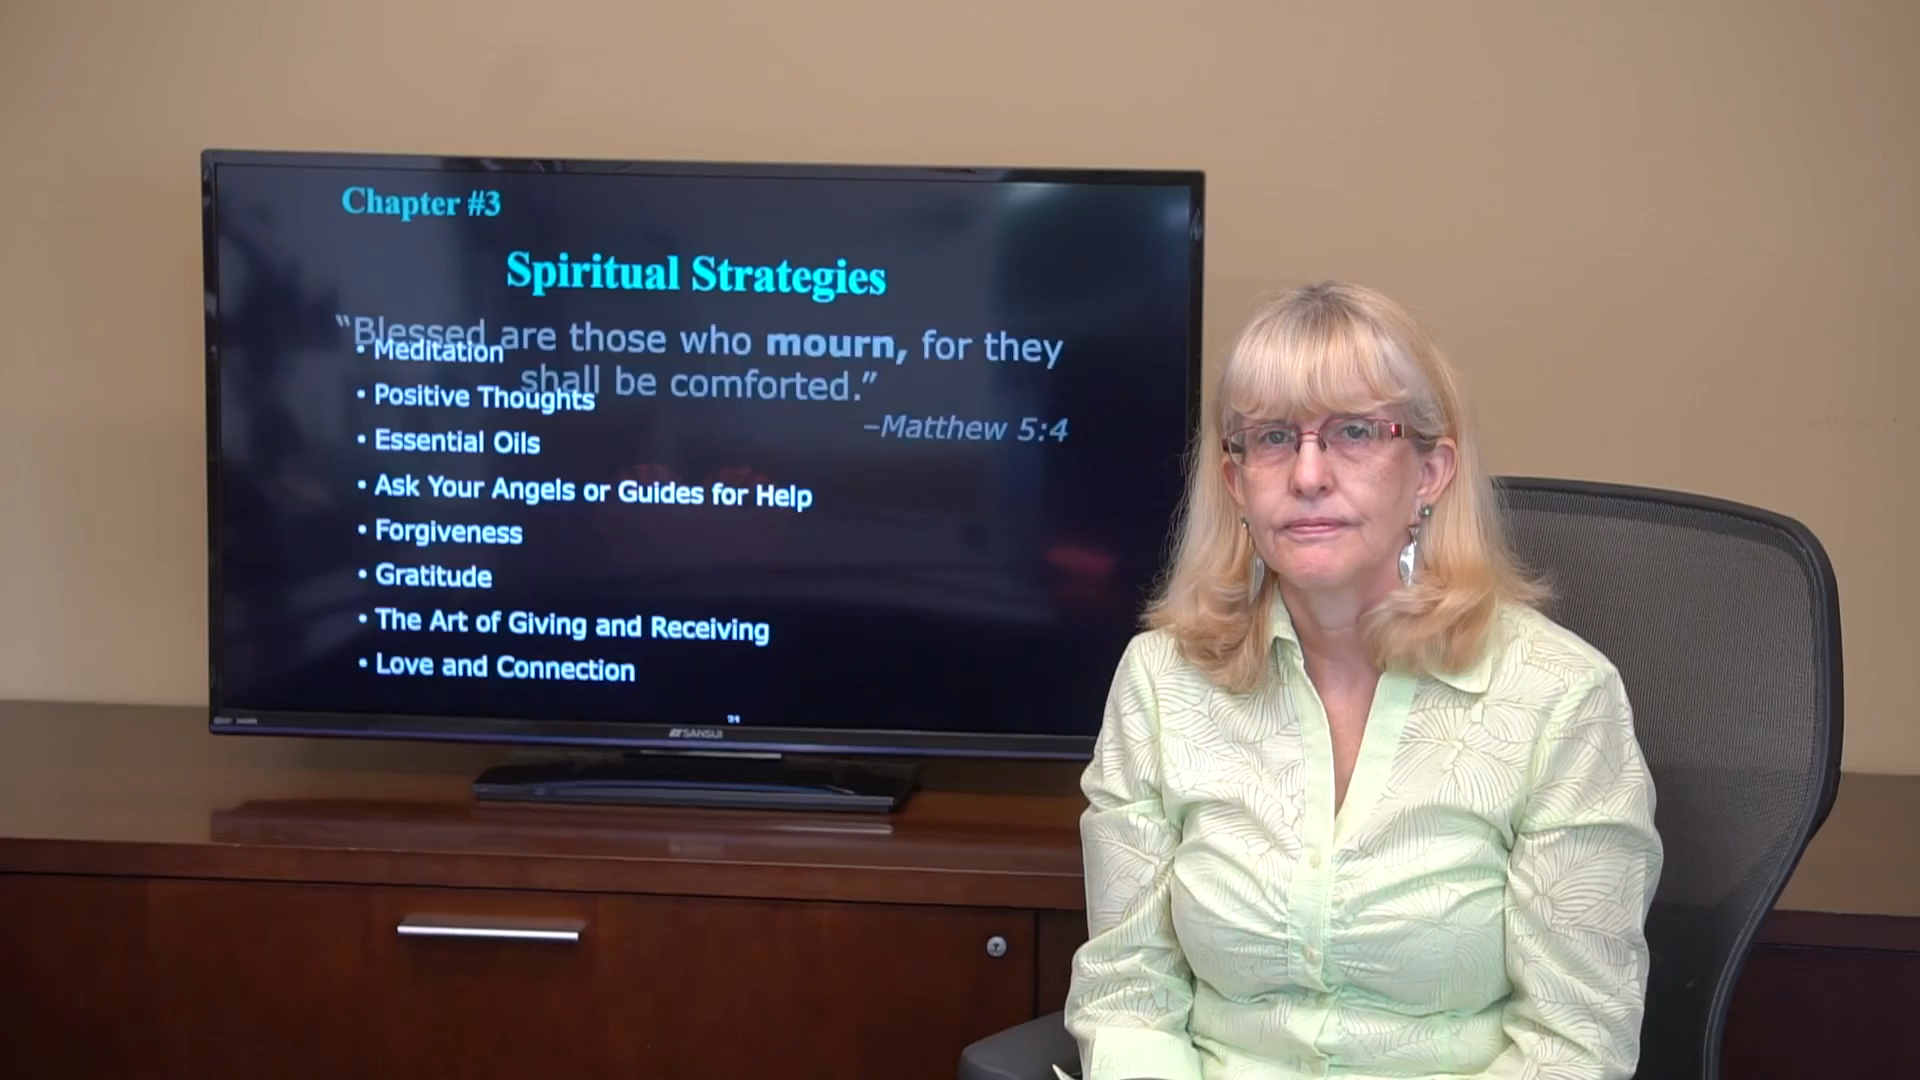 Chapter #3
Spiritual Strategies
“Blessed are those who mourn, for they
shall be comforted.”
–Matthew 5:4
• Meditation
• Positive Thoughts
• Essential Oils
• Ask Your Angels or Guides for Help
• Forgiveness
• Gratitude
• The Art of Giving and Receiving
• Love and Connection
SANSUI